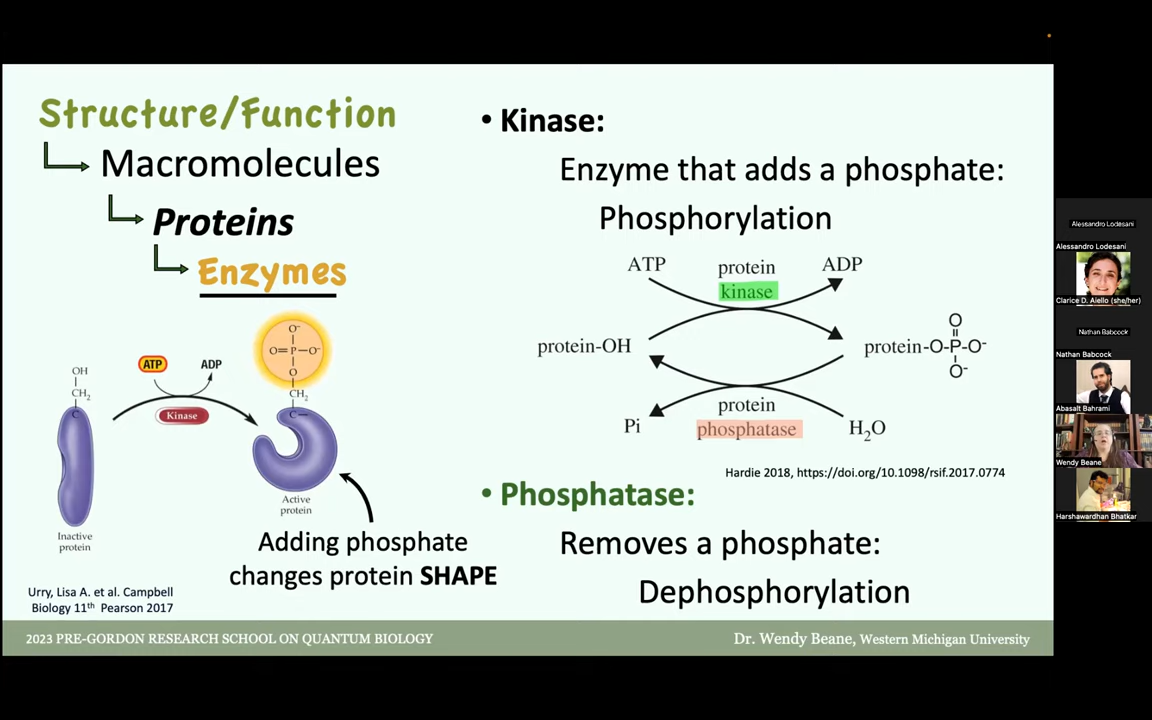 Structure/Function
Macromolecules
Proteins
Enzymes
OH
CH₂
C
ATP
ADP
Kinase
O⁻
O=P—O⁻
O
CH₂
C
Inactive
protein
Active
protein
Adding phosphate
changes protein SHAPE
Urry, Lisa A. et al. Campbell
Biology 11th Pearson 2017
• Kinase:
Enzyme that adds a phosphate:
Phosphorylation
ATP
protein
kinase
ADP
protein-OH
O
protein-O-P-O⁻
O⁻
protein
phosphatase
Pi
H₂O
Hardie 2018, https://doi.org/10.1098/rsif.2017.0774
• Phosphatase:
Removes a phosphate:
Dephosphorylation
2023 PRE-GORDON RESEARCH SCHOOL ON QUANTUM BIOLOGY
Dr. Wendy Beane, Western Michigan University
Alessandro Lodesani
Alessandro Lodesani
Clarice D. Aiello (she/her)
Nathan Babcock
Nathan Babcock
Abasalt Bahrami
Wendy Beane
Harshawardhan Bhatkar